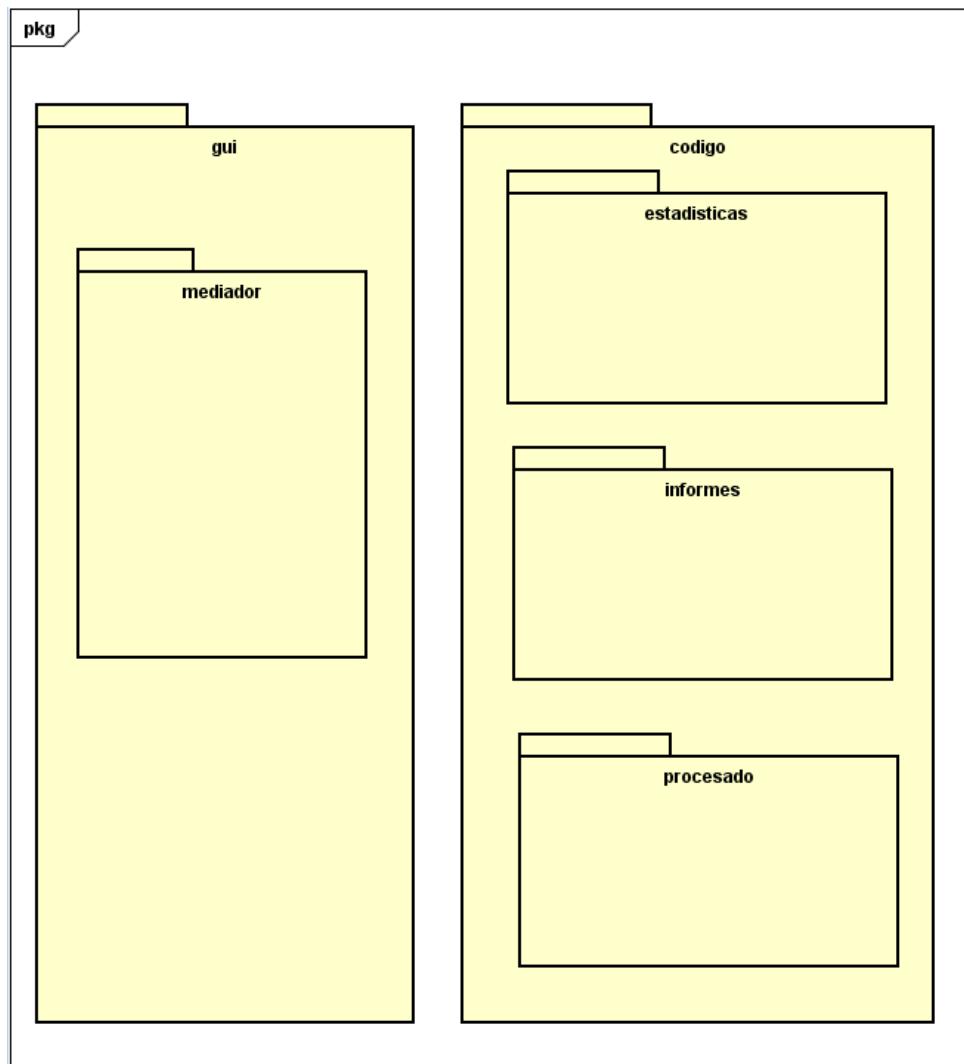 pkg
gui
mediador
codigo
estadisticas
informes
procesado